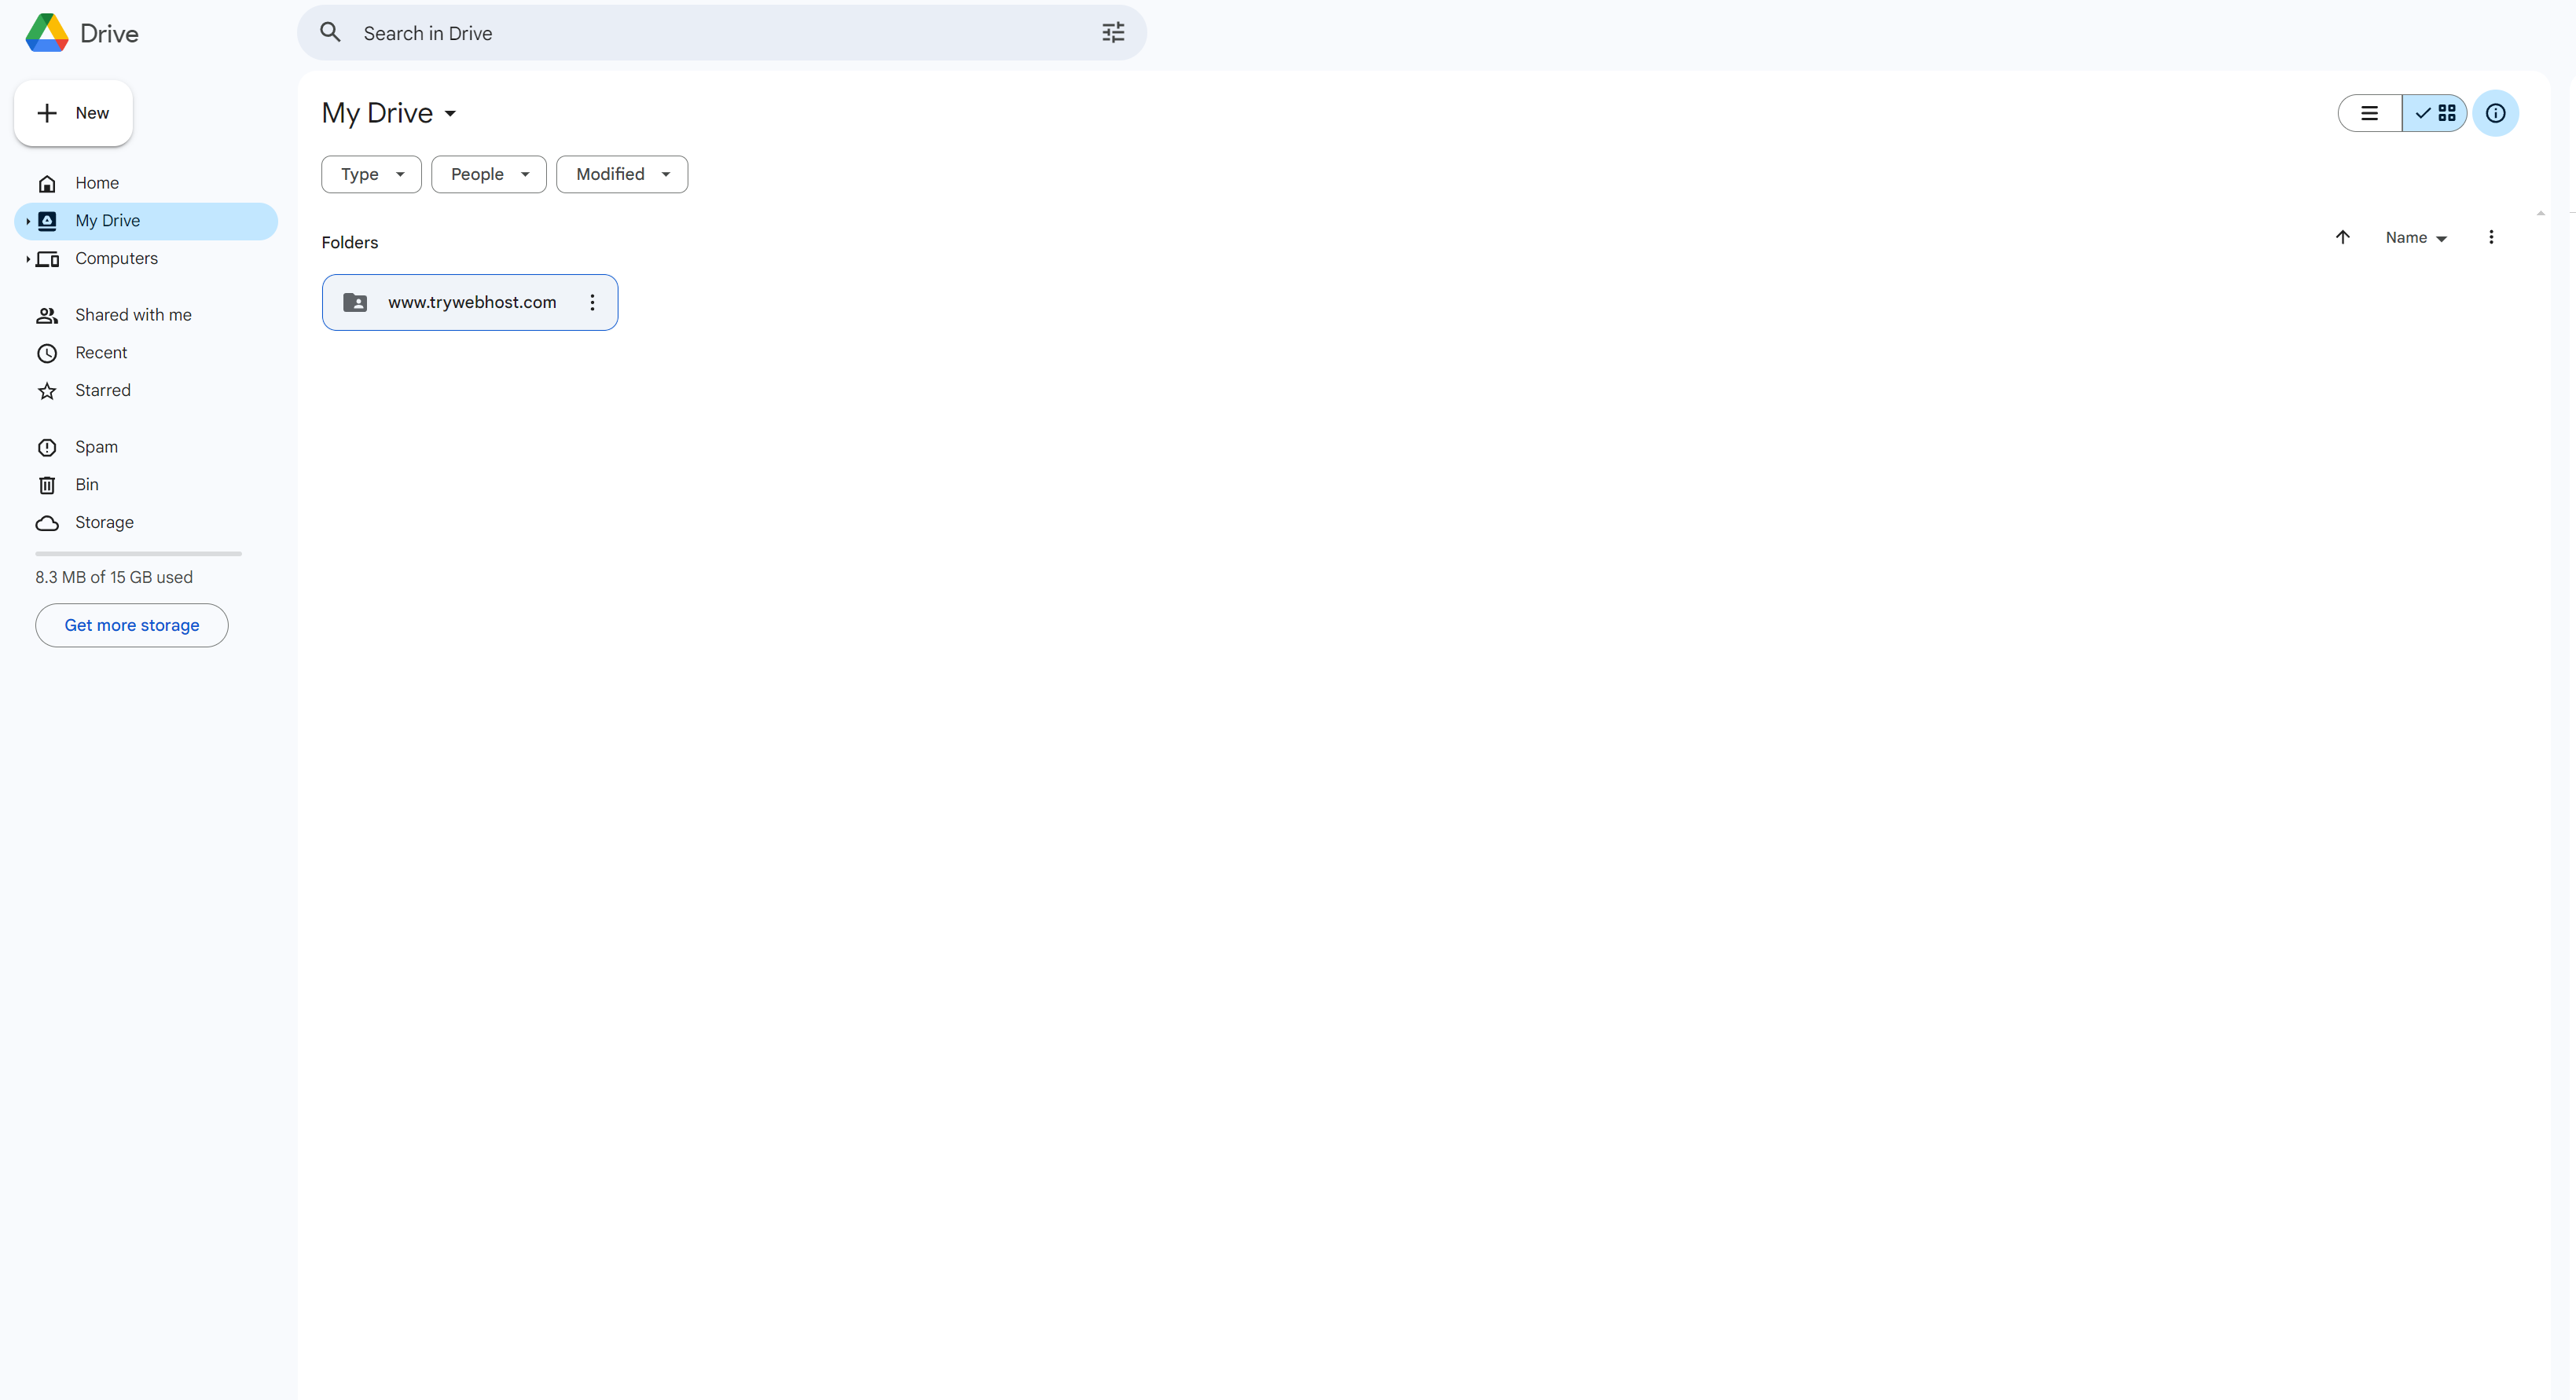 Drive
Search in Drive
New
Home
My Drive
Computers
Shared with me
Recent
Starred
Spam
Bin
Storage
8.3 MB of 15 GB used
Get more storage
My Drive
Type
People
Modified
Folders
Name
www.trywebhost.com